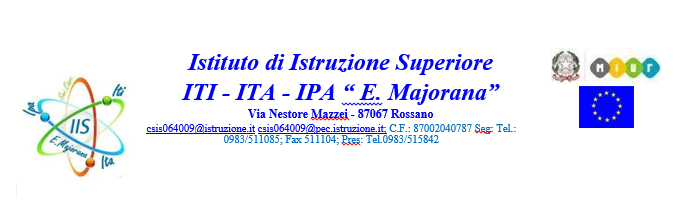 Istituto di Istruzione Superiore
ITI - ITA - IPA “ E. Majorana”
Via Nestore Mazzei - 87067 Rossano
csis064009@istruzione.it csis064009@pec.istruzione.it; C.F.: 87002040787 Seg: Tel.:
0983/511085; Fax 511104; Pres: Tel.0983/515842
Iti
Ipa
IIS
E.Majorana
Ita
M i u r